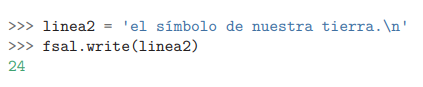 >>> linea2 = 'el símbolo de nuestra tierra.\n'
>>> fsal.write(linea2)
24